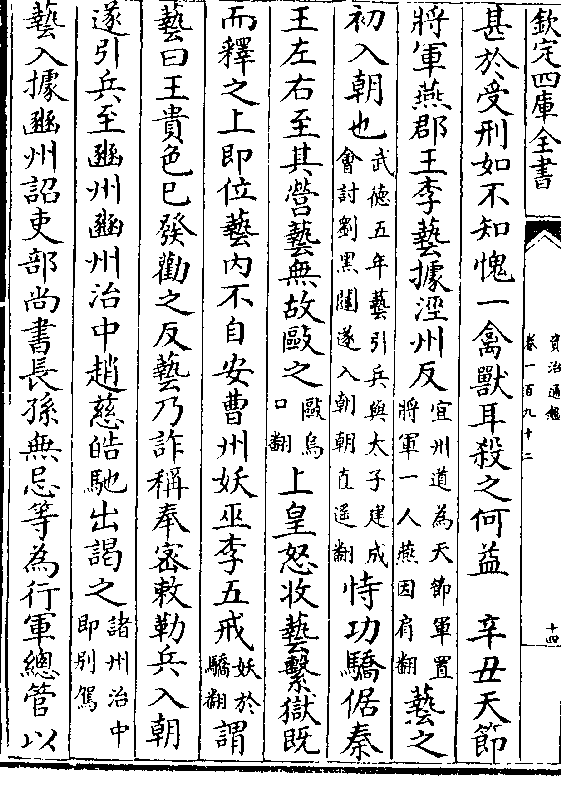 欽定四庫全書
資治通鑑
卷一百九十二
十四
甚於受刑如不知愧一禽獸耳殺之何益　辛丑天節
將軍燕郡王李藝據涇州反宜州道為天節軍置將軍一人燕因肩翻藝之
初入朝也武德五年藝引兵與太子建成會討劉黑闥遂入朝朝直遥翻恃功驕倨秦
王左右至其營藝無故毆之毆烏口翻上皇怒收藝繫獄既
而釋之上即位藝内不自安曹州妖巫李五戒妖於驕翻謂
藝曰王貴色已發勸之反藝乃詐稱奉密敕勒兵入朝
遂引兵至豳州豳州治中趙慈皓馳出謁之諸州治中即别駕
藝入據豳州詔吏部尚書長孫無忌等為行軍總管以